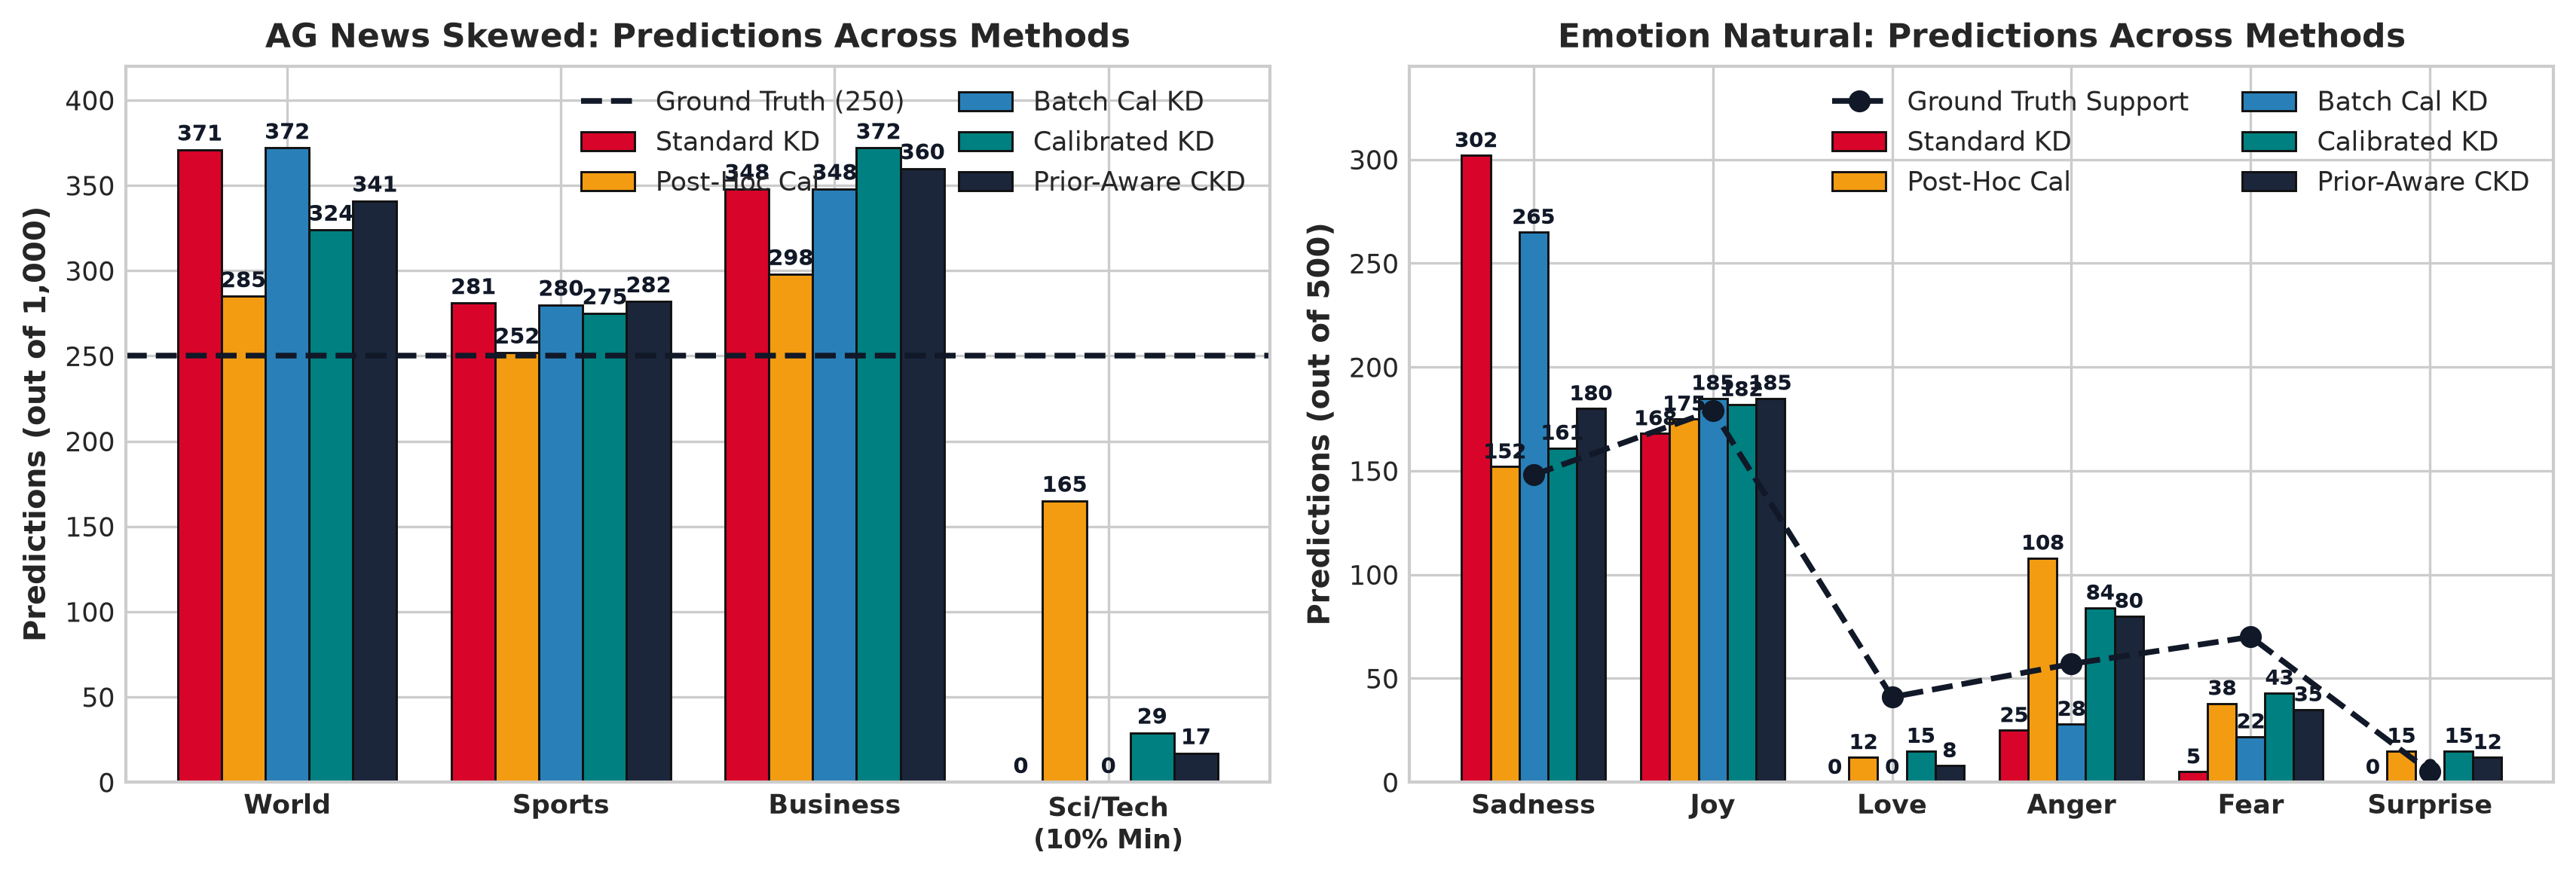 AG News Skewed: Predictions Across Methods
Predictions (out of 1,000)
400
350
300
250
200
150
100
50
0
Ground Truth (250)
Standard KD
Post-Hoc Cal
Batch Cal KD
Calibrated KD
Prior-Aware CKD
371
285
372
324
341
281
252
280
275
282
348
298
348
372
360
0
165
0
29
17
World
Sports
Business
Sci/Tech
(10% Min)
Emotion Natural: Predictions Across Methods
Predictions (out of 500)
300
250
200
150
100
50
0
Ground Truth Support
Standard KD
Post-Hoc Cal
Batch Cal KD
Calibrated KD
Prior-Aware CKD
302
152
265
161
180
168
175
185
182
185
0
12
0
15
8
25
108
28
84
80
5
38
22
43
35
0
15
15
12
Sadness
Joy
Love
Anger
Fear
Surprise